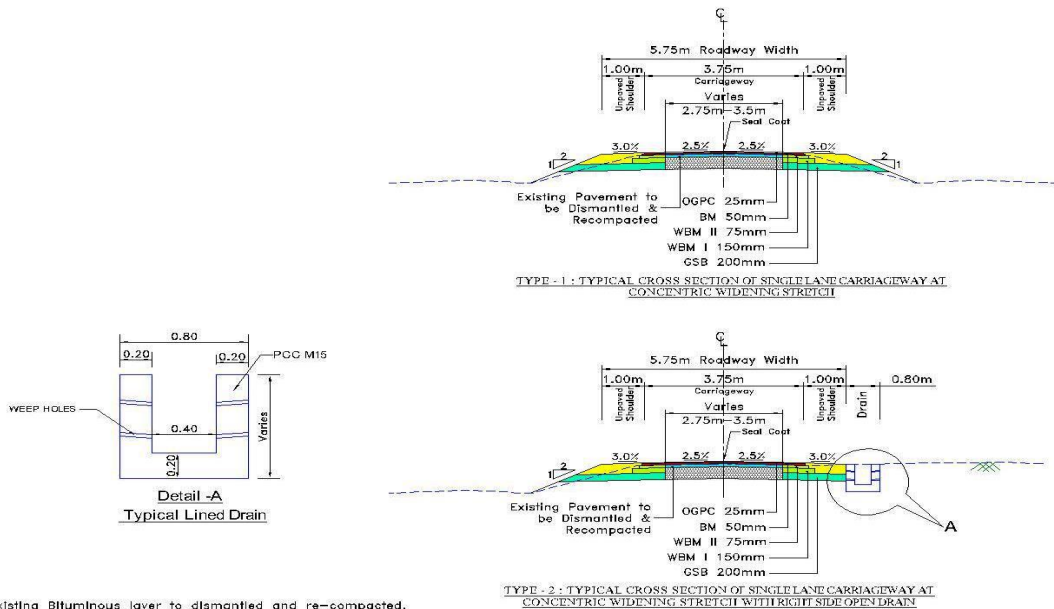 ℄
5.75m Roadway Width
1.00m 3.75m 1.00m
Unpaved Shoulder
Carriageway
Unpaved Shoulder
Varies
2.75m-3.5m
Seal Coat
3.0% 2.5% 2.5% 3.0%
2
1
2
1
Existing Pavement to
be Dismantled &
Recompacted
OGPC 25mm
BM 50mm
WBM II 75mm
WBM I 150mm
GSB 200mm
TYPE - 1 : TYPICAL CROSS SECTION OF SINGLE LANE CARRIAGEWAY AT
CONCENTRIC WIDENING STRETCH
0.80
0.20 0.20
PCC M15
WEEP HOLES
0.40
Varies
0.20
Detail -A
Typical Lined Drain
℄
5.75m Roadway Width
1.00m 3.75m 1.00m 0.80m
Unpaved Shoulder
Carriageway
Unpaved Shoulder
Drain
Varies
2.75m-3.5m
Seal Coat
3.0% 2.5% 2.5% 3.0%
2
1
Existing Pavement to
be Dismantled &
Recompacted
OGPC 25mm
BM 50mm
WBM II 75mm
WBM I 150mm
GSB 200mm
A
TYPE - 2 : TYPICAL CROSS SECTION OF SINGLE LANE CARRIAGEWAY AT
CONCENTRIC WIDENING STRETCH WITH RIGHT SIDE OPEN DRAIN
xisting Bituminous layer to dismantled and re-compacted.